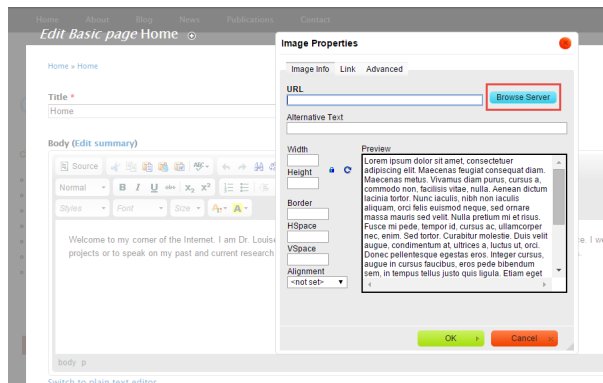 Home About Blog News Publications Contact
Edit Basic page Home
Home » Home
Title *
Home
Body (Edit summary)
Source
Normal B I U abc X2 X2
Styles Font Size A A
Welcome to my corner of the Internet. I am Dr. Louise
projects or to speak on my past and current research
body p
Switch to plain text editor
Image Properties
Image Info Link Advanced
URL
Browse Server
Alternative Text
Width
Height
Border
HSpace
VSpace
Alignment
<not set>
Preview
Lorem ipsum dolor sit amet, consectetuer
adipiscing elit. Maecenas feugiat consequat diam.
Maecenas metus. Vivamus diam purus, cursus a,
commodo non, facilisis vitae, nulla. Aenean dictum
lacinia tortor. Nunc iaculis, nibh non iaculis
aliquam, orci felis euismod neque, sed ornare
massa mauris sed velit. Nulla pretium mi et risus.
Fusce mi pede, tempor id, cursus ac, ullamcorper
nec, enim. Sed tortor. Curabitur molestie. Duis velit
augue, condimentum at, ultrices a, luctus ut, orci.
Donec pellentesque egestas eros. Integer cursus,
augue in cursus faucibus, eros pede bibendum
sem, in tempus tellus justo quis ligula. Etiam eget
OK
Cancel